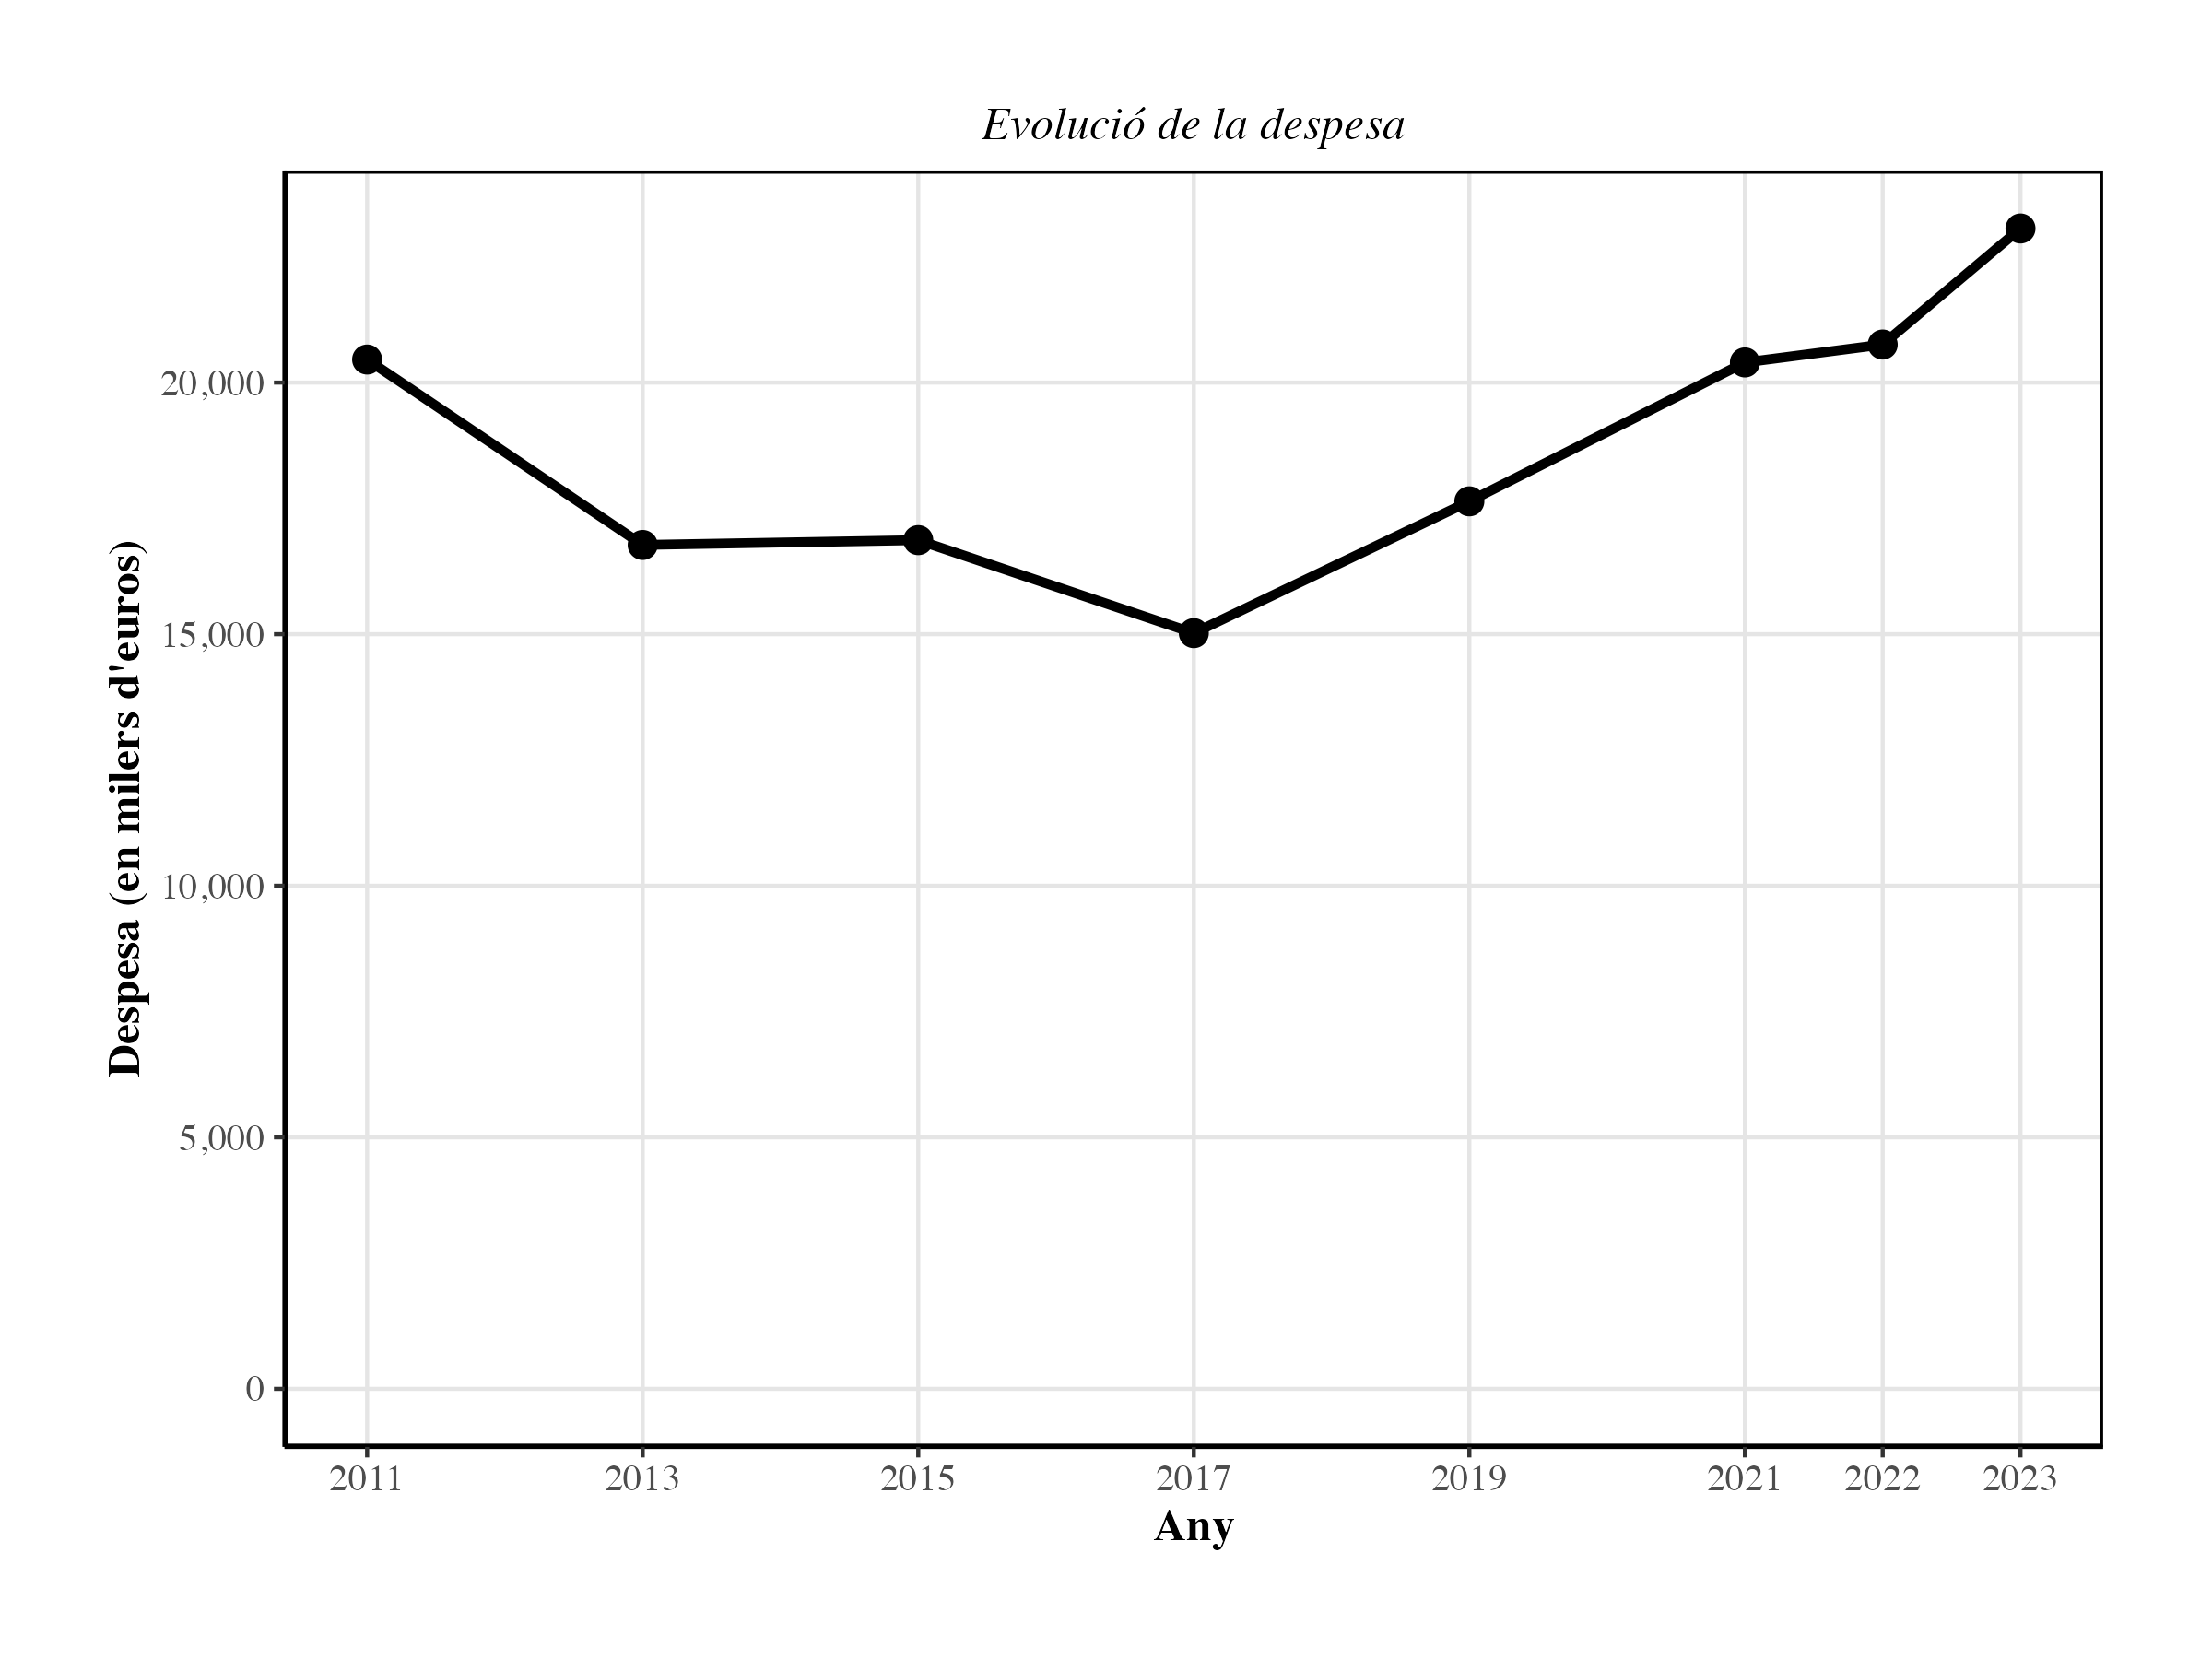 Evolució de la despesa
Despesa (en milers d'euros)
20,000
15,000
10,000
5,000
0
2011 2013 2015 2017 2019 2021 2022 2023
Any